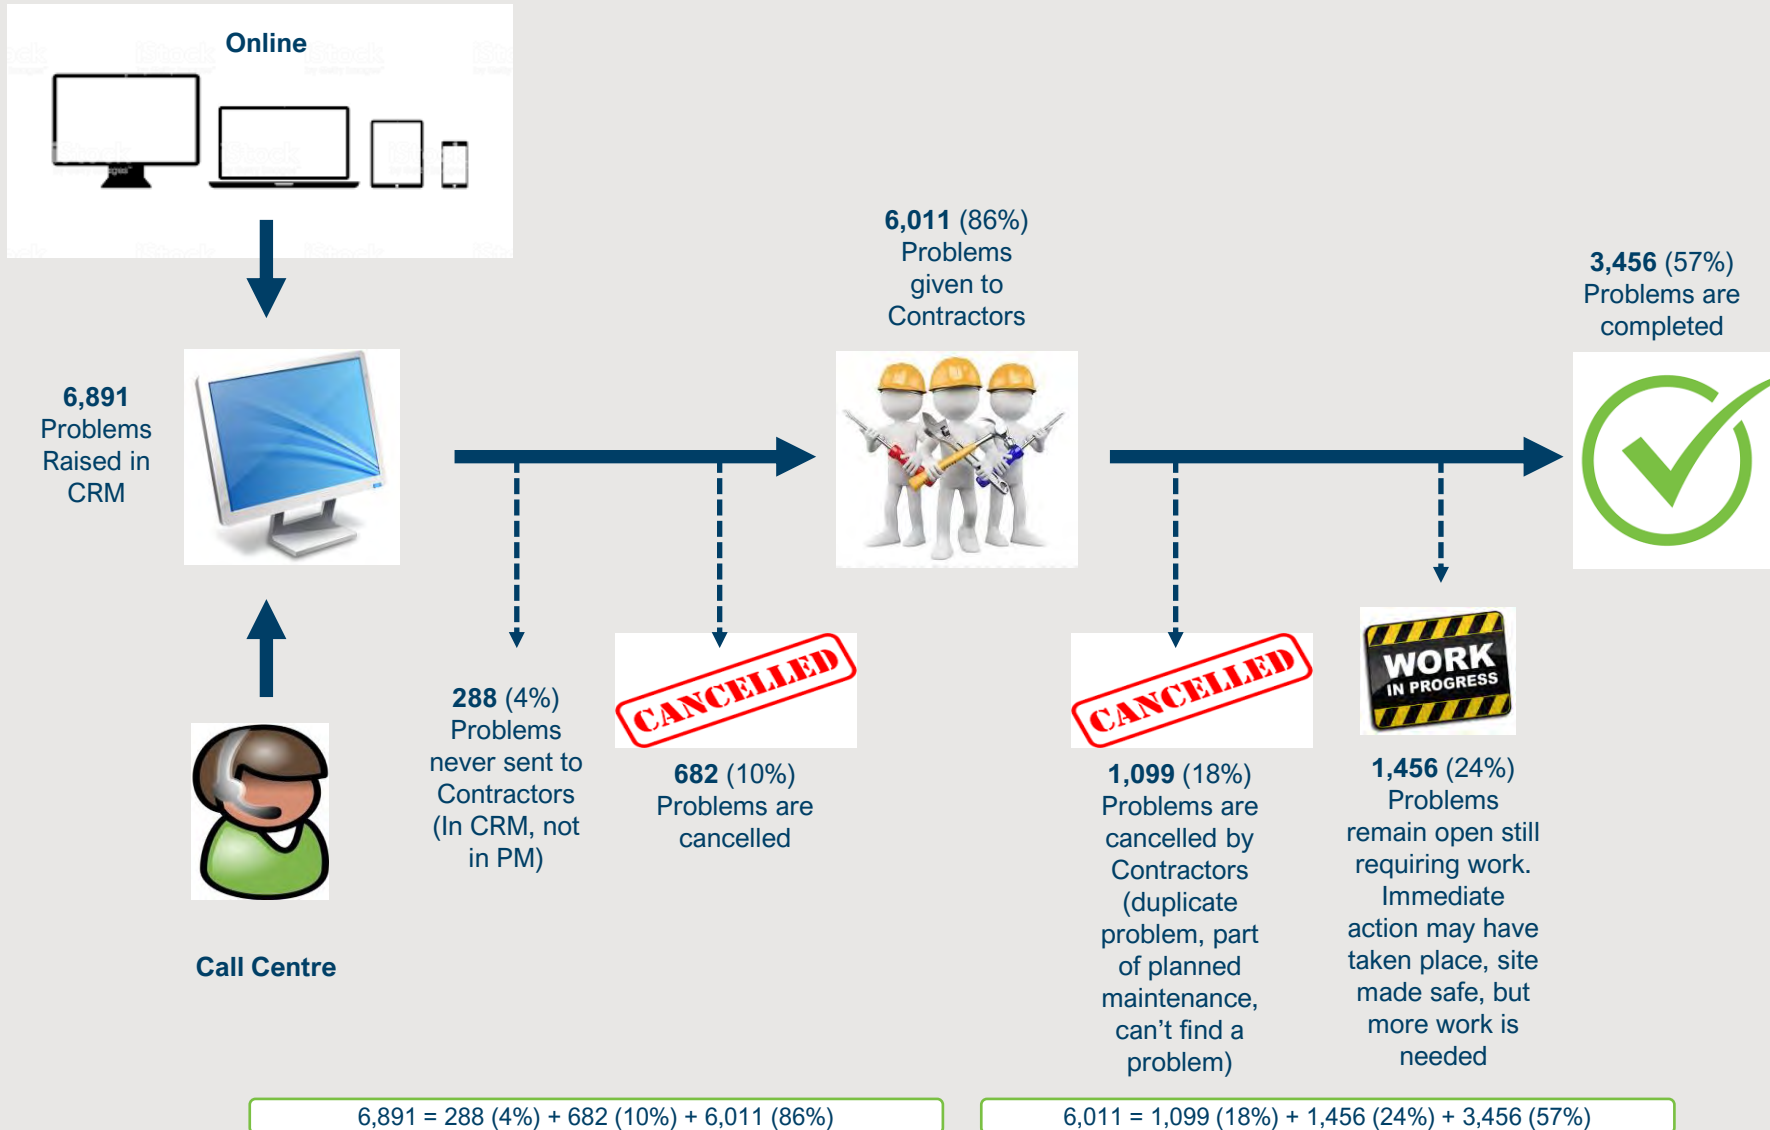 Online
6,891
Problems
Raised in
CRM
Call Centre
288 (4%)
Problems
never sent to
Contractors
(In CRM, not
in PM)
CANCELLED
682 (10%)
Problems are
cancelled
6,011 (86%)
Problems
given to
Contractors
CANCELLED
1,099 (18%)
Problems are
cancelled by
Contractors
(duplicate
problem, part
of planned
maintenance,
can't find a
problem)
WORK
IN PROGRESS
1,456 (24%)
Problems
remain open still
requiring work.
Immediate
action may have
taken place, site
made safe, but
more work is
needed
3,456 (57%)
Problems are
completed
6,891 = 288 (4%) + 682 (10%) + 6,011 (86%)
6,011 = 1,099 (18%) + 1,456 (24%) + 3,456 (57%)